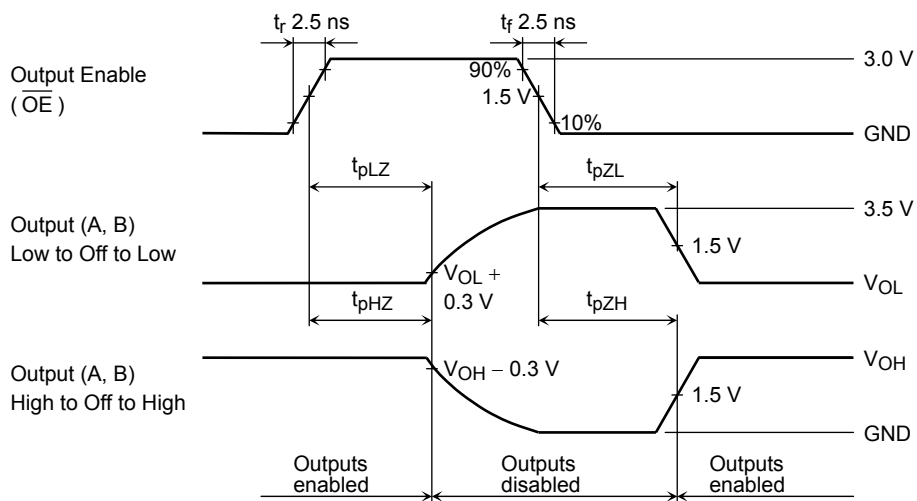 tr 2.5 ns
tf 2.5 ns
Output Enable
( OE )
90%
1.5 V
10%
3.0 V
GND
tpLZ
tpZL
Output (A, B)
Low to Off to Low
3.5 V
1.5 V
VOL +
0.3 V
VOL
tpHZ
tpZH
Output (A, B)
High to Off to High
VOH − 0.3 V
VOH
1.5 V
GND
Outputs
enabled
Outputs
disabled
Outputs
enabled